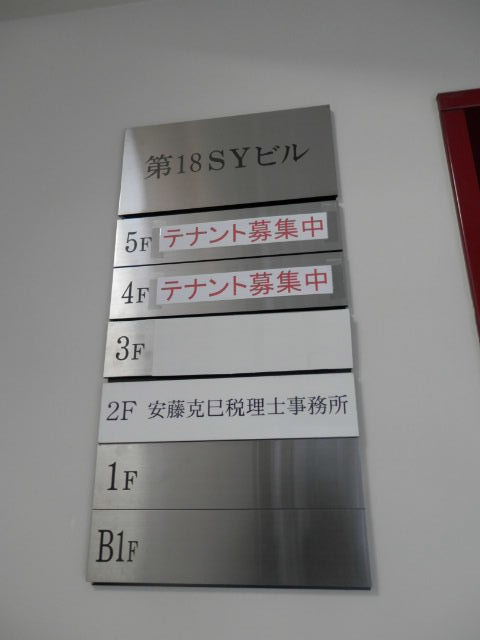 第18SYビル
5F テナント募集中
4F テナント募集中
3F
2F 安藤克巳税理士事務所
1F
B1F